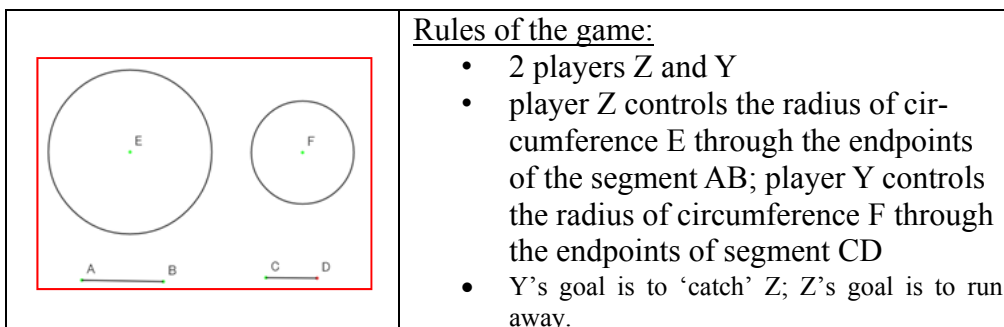 E
F
A
B
C
D
Rules of the game:
• 2 players Z and Y
• player Z controls the radius of cir-
cumference E through the endpoints
of the segment AB; player Y controls
the radius of circumference F through
the endpoints of segment CD
• Y's goal is to ‘catch’ Z; Z's goal is to run
away.